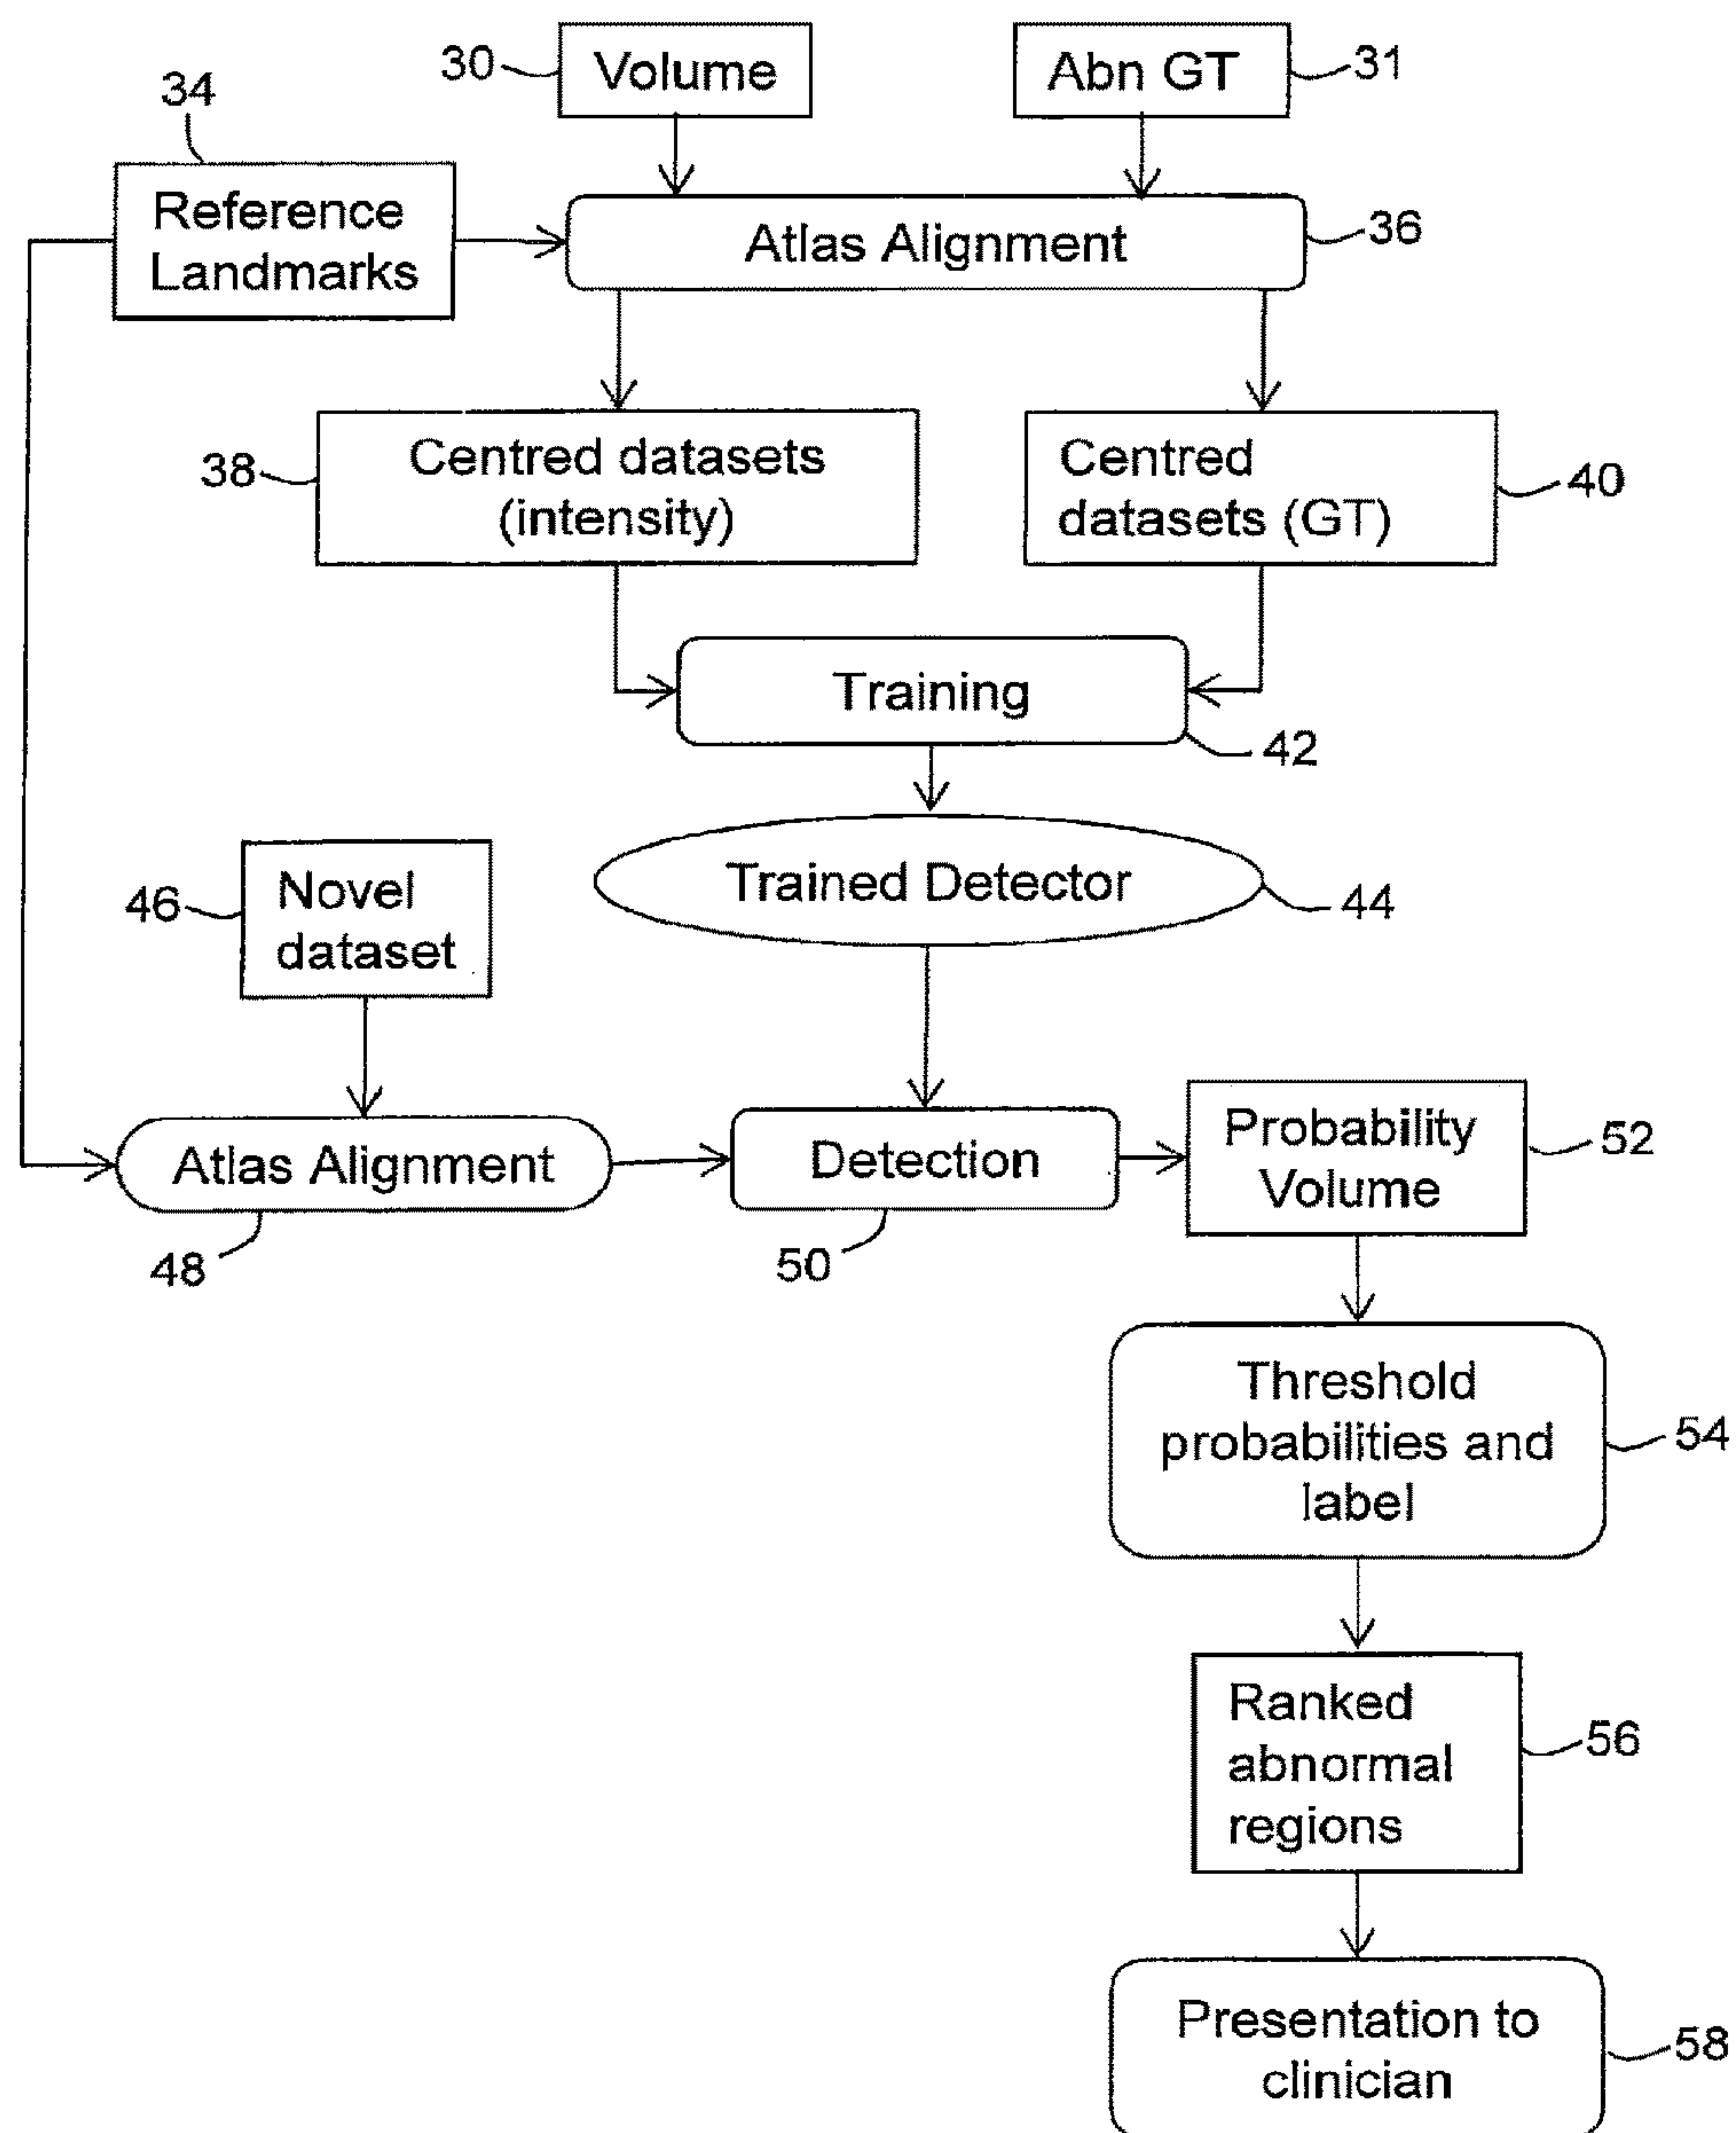 30
Volume
Abn GT
31
34
Reference
Landmarks
Atlas Alignment
36
38
Centred datasets
(intensity)
Centred
datasets (GT)
40
Training
42
46
Novel
dataset
Trained Detector
44
Atlas Alignment
48
Detection
50
Probability
Volume
52
Threshold
probabilities and
label
54
Ranked
abnormal
regions
56
Presentation to
clinician
58